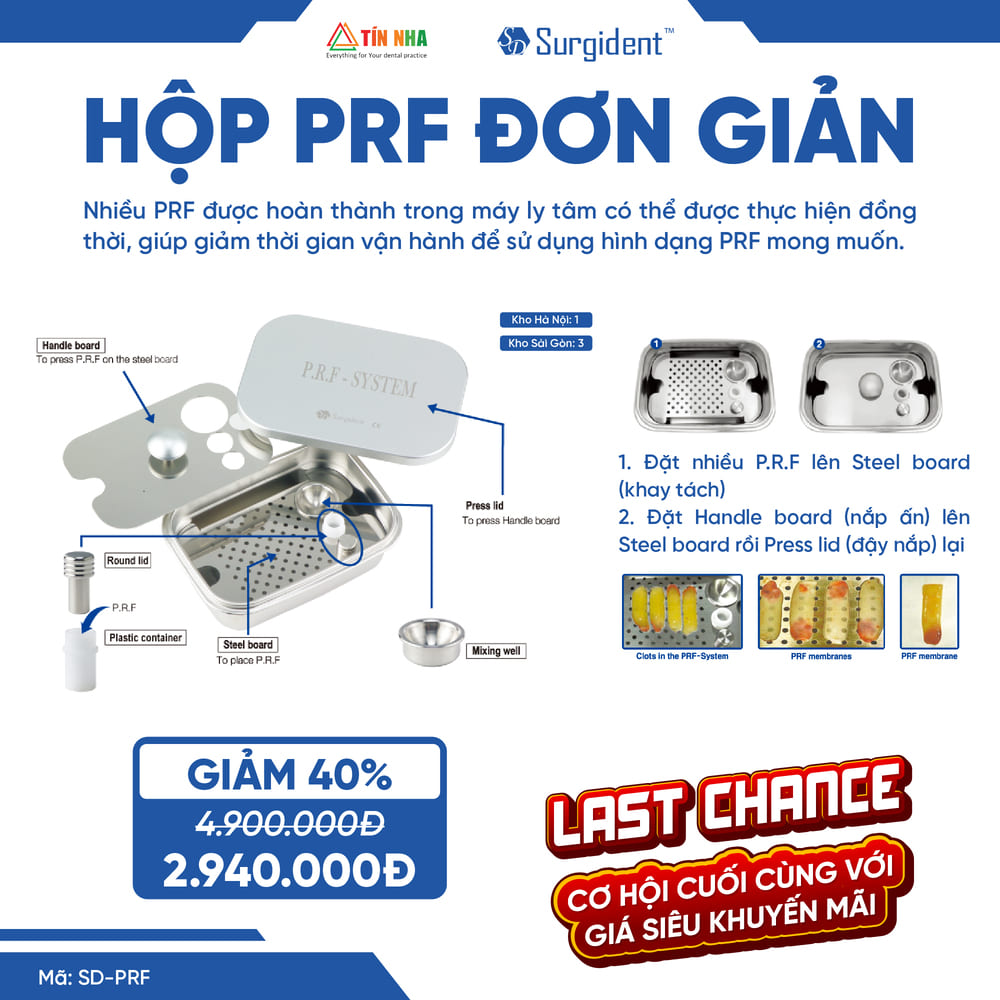 TÍN NHA
Everything for Your dental practice
SD Surgident™
HỘP PRF ĐƠN GIẢN
Nhiều PRF được hoàn thành trong máy ly tâm có thể được thực hiện đồng
thời, giúp giảm thời gian vận hành để sử dụng hình dạng PRF mong muốn.
Kho Hà Nội: 1
Kho Sài Gòn: 3
Handle board
To press P.R.F on the steel board
P.R.F - SYSTEM
Surgident CE
Press lid
To press Handle board
Round lid
P.R.F
Plastic container
Steel board
To place P.R.F
Mixing well
1
2
1. Đặt nhiều P.R.F lên Steel board
(khay tách)
2. Đặt Handle board (nắp ấn) lên
Steel board rồi Press lid (đậy nắp) lại
Clots in the PRF-System
PRF membranes
PRF membrane
GIẢM 40%
4.900.000Đ
2.940.000Đ
LAST CHANCE
CƠ HỘI CUỐI CÙNG VỚI
GIÁ SIÊU KHUYẾN MÃI
Mã: SD-PRF